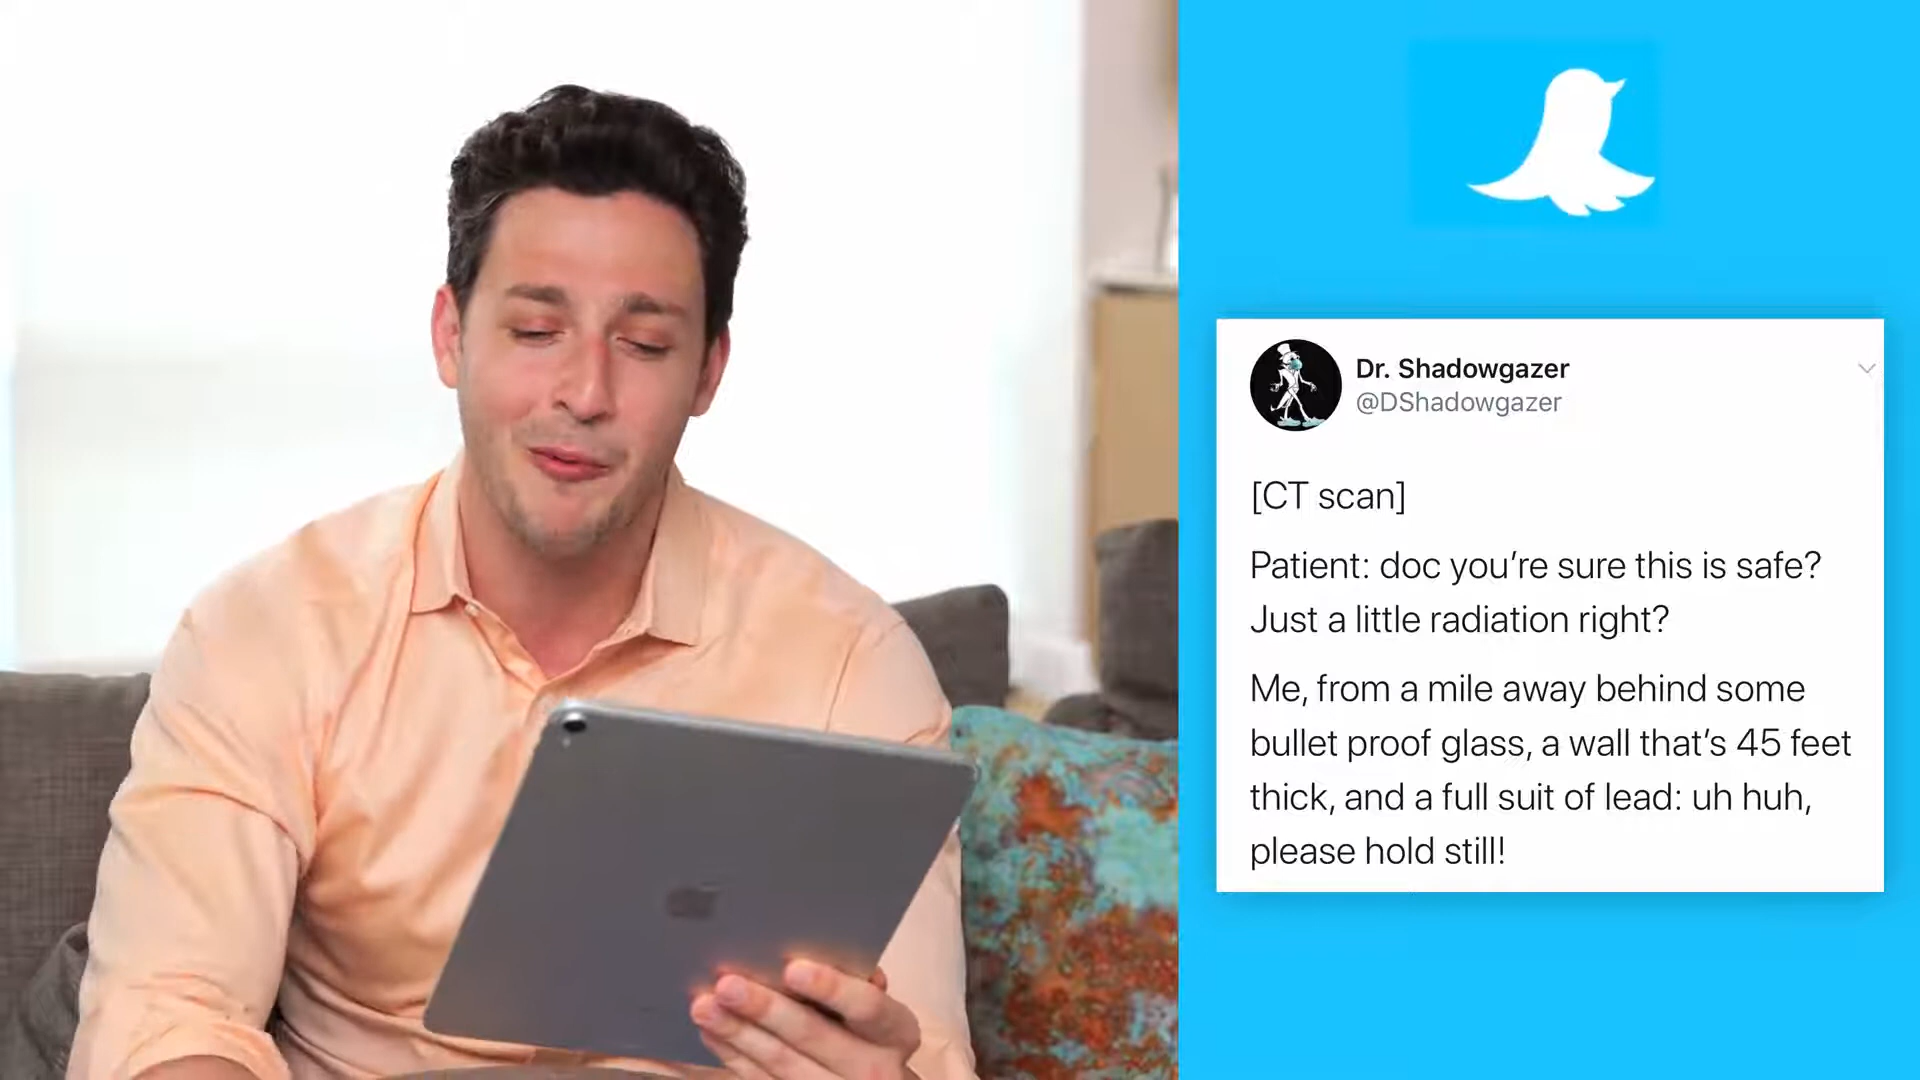 Dr. Shadowgazer
@DShadowgazer
[CT scan]
Patient: doc you’re sure this is safe?
Just a little radiation right?
Me, from a mile away behind some
bullet proof glass, a wall that’s 45 feet
thick, and a full suit of lead: uh huh,
please hold still!